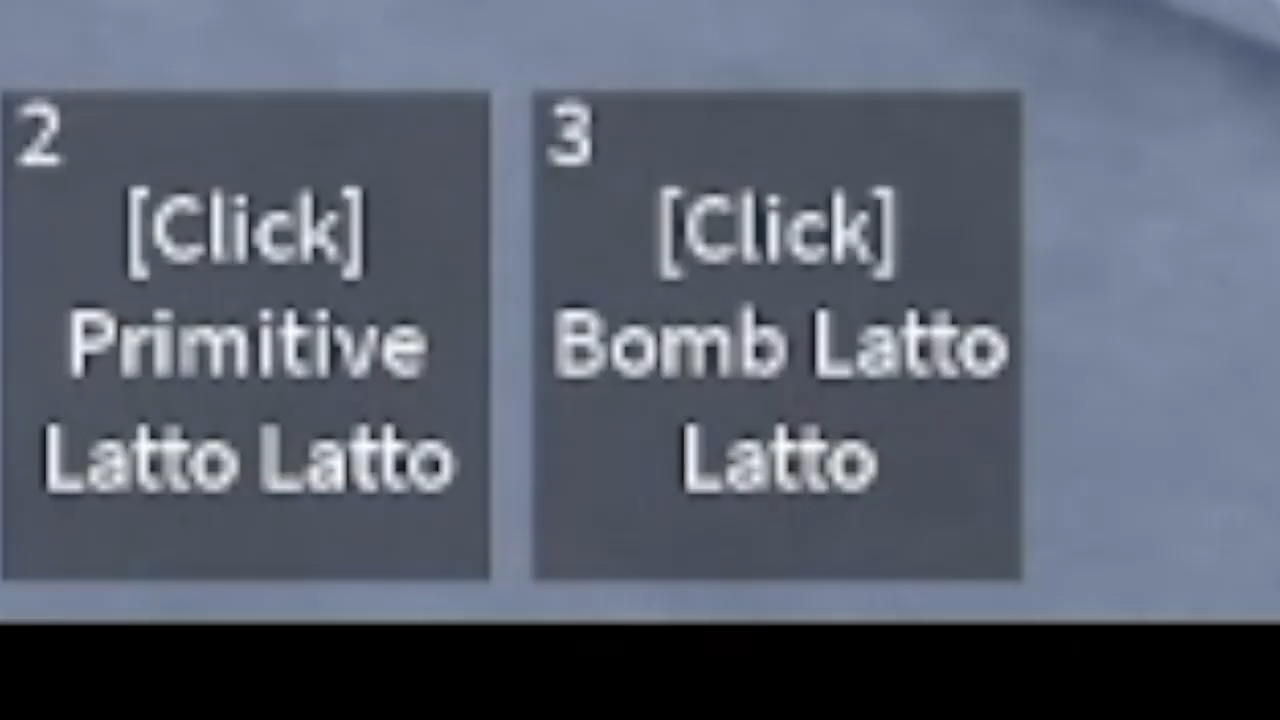 2
[Click]
Primitive
Latto Latto
3
[Click]
Bomb Latto
Latto